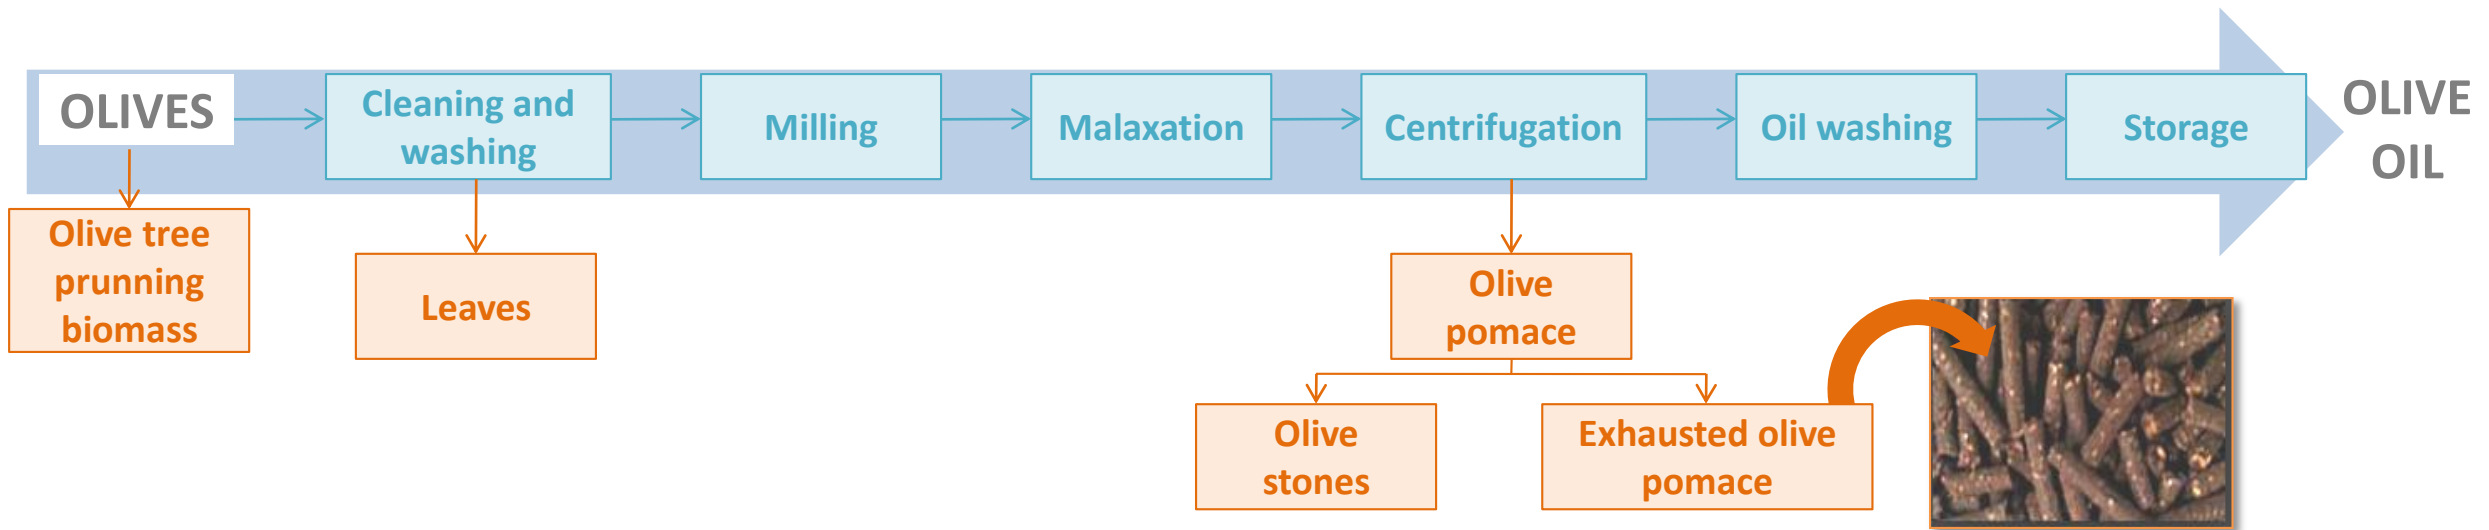 OLIVES
Cleaning and
washing
Milling
Malaxation
Centrifugation
Oil washing
Storage
OLIVE
OIL
Olive tree
prunning
biomass
Leaves
Olive
pomace
Olive
stones
Exhausted olive
pomace